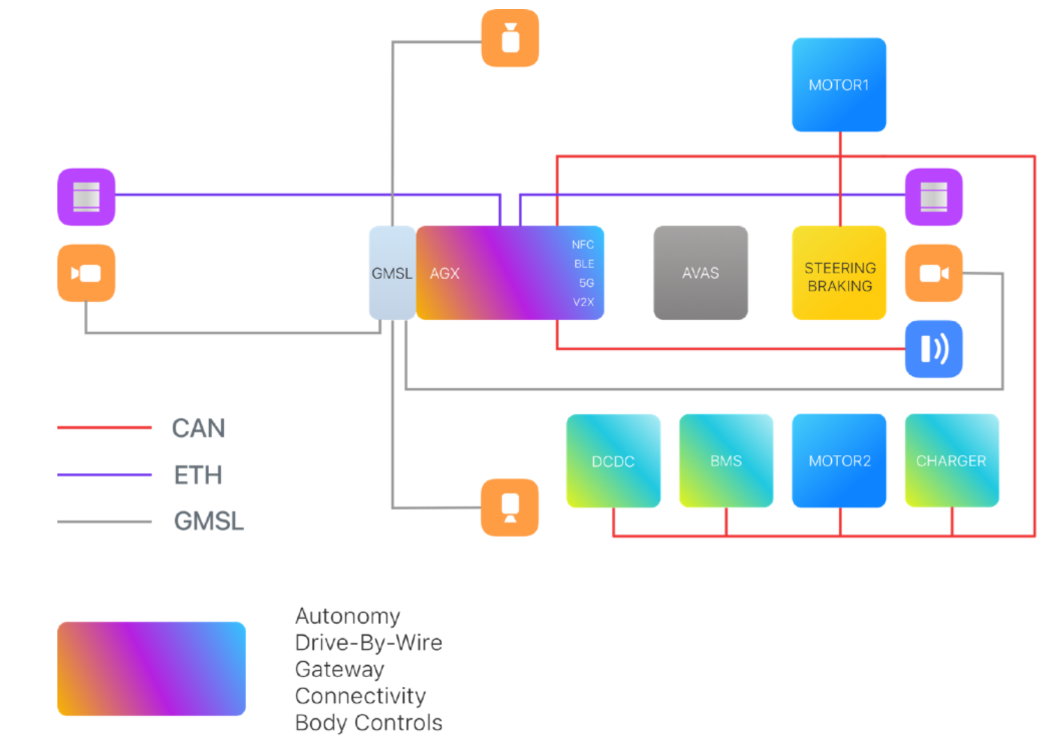 MOTOR1
GMSL
AGX
NFC
BLE
5G
V2X
AVAS
STEERING
BRAKING
CAN
ETH
GMSL
DCDC
BMS
MOTOR2
CHARGER
Autonomy
Drive-By-Wire
Gateway
Connectivity
Body Controls